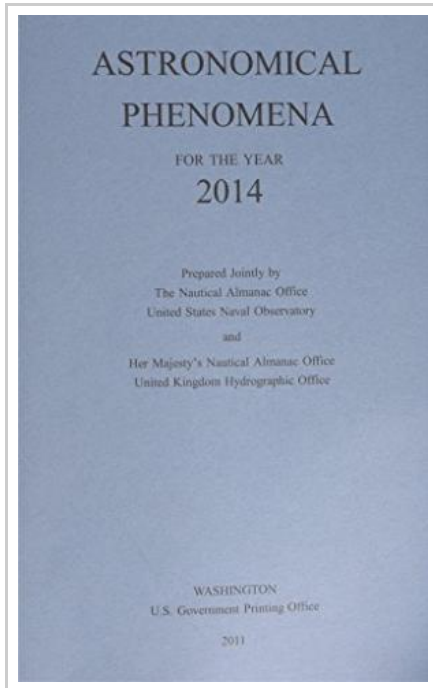 ASTRONOMICAL
PHENOMENA
FOR THE YEAR
2014
Prepared Jointly by
The Nautical Almanac Office
United States Naval Observatory
and
Her Majesty's Nautical Almanac Office
United Kingdom Hydrographic Office
WASHINGTON
U.S. Government Printing Office
2011